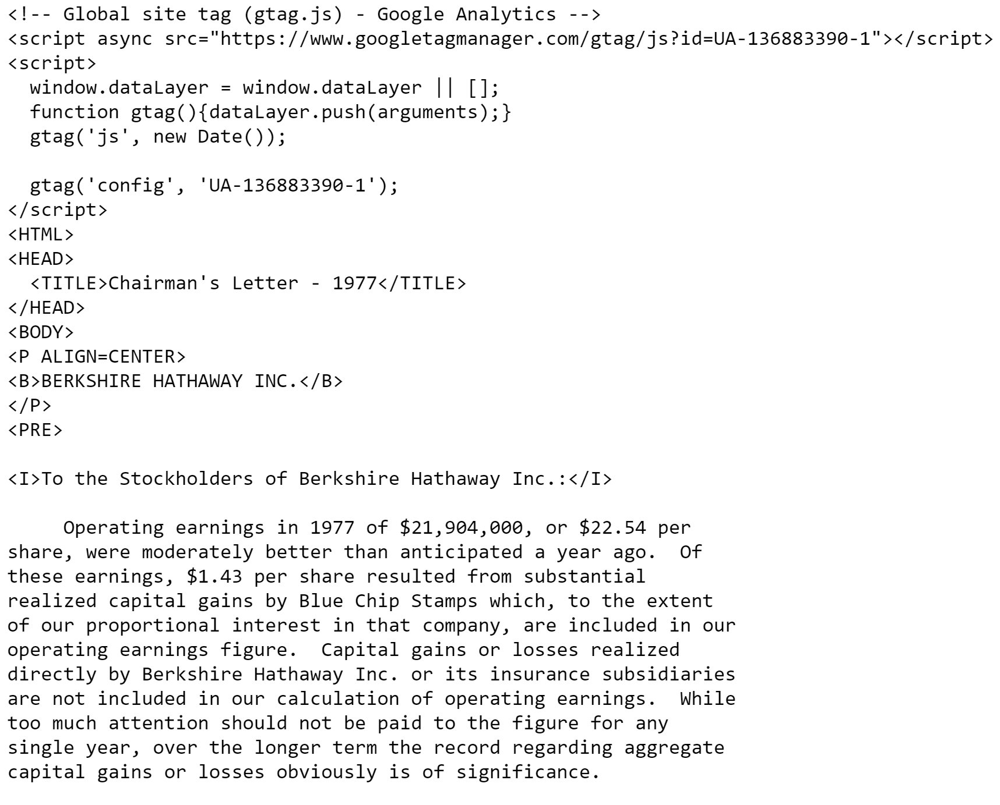 <!-- Global site tag (gtag.js) - Google Analytics -->
<script async src="https://www.googletagmanager.com/gtag/js?id=UA-136883390-1"></script>
<script>
  window.dataLayer = window.dataLayer || [];
  function gtag(){dataLayer.push(arguments);}
  gtag('js', new Date());

  gtag('config', 'UA-136883390-1');
</script>
<HTML>
<HEAD>
  <TITLE>Chairman's Letter - 1977</TITLE>
</HEAD>
<BODY>
<P ALIGN=CENTER>
<B>BERKSHIRE HATHAWAY INC.</B>
</P>
<PRE>

<I>To the Stockholders of Berkshire Hathaway Inc.:</I>

     Operating earnings in 1977 of $21,904,000, or $22.54 per
share, were moderately better than anticipated a year ago.  Of
these earnings, $1.43 per share resulted from substantial
realized capital gains by Blue Chip Stamps which, to the extent
of our proportional interest in that company, are included in our
operating earnings figure.  Capital gains or losses realized
directly by Berkshire Hathaway Inc. or its insurance subsidiaries
are not included in our calculation of operating earnings.  While
too much attention should not be paid to the figure for any
single year, over the longer term the record regarding aggregate
capital gains or losses obviously is of significance.